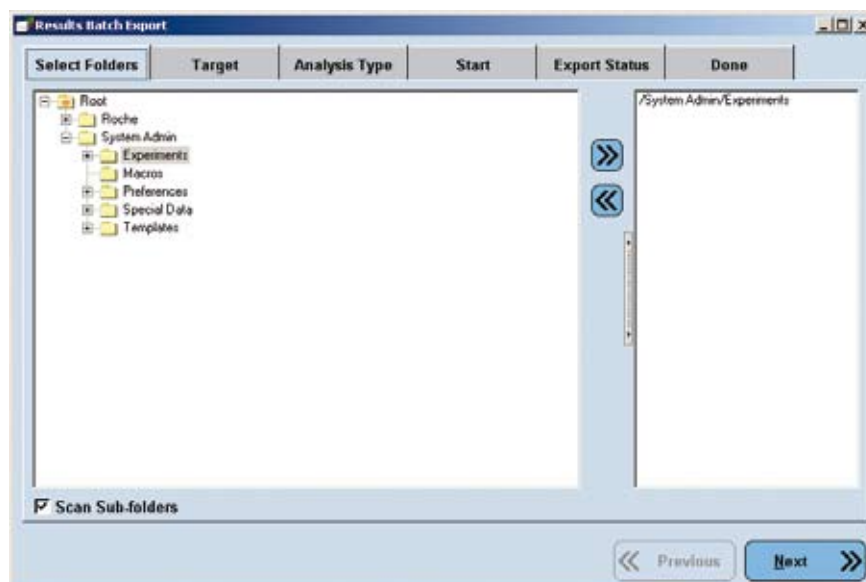 Results Batch Export
Select Folders Target Analysis Type Start Export Status Done
Root
Roche
System Admin
Experiments
Macros
Preferences
Special Data
Templates
/System Admin/Experiments
Scan Sub-folders
Previous Next